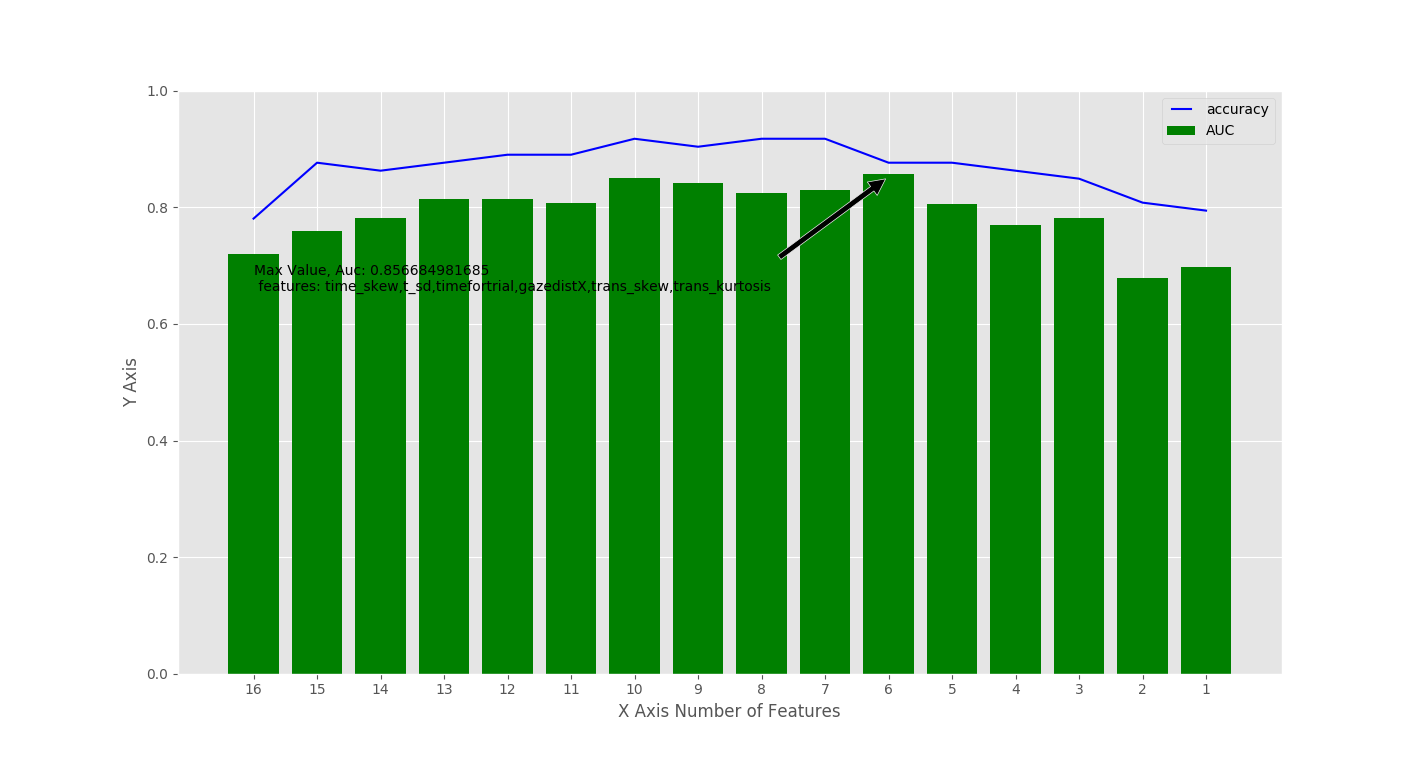 accuracy
AUC
1.0
0.8
0.6
0.4
0.2
0.0
Y Axis
Max Value, Auc: 0.856684981685
features: time_skew,t_sd,timefortrial,gazedistX,trans_skew,trans_kurtosis
16 15 14 13 12 11 10 9 8 7 6 5 4 3 2 1
X Axis Number of Features